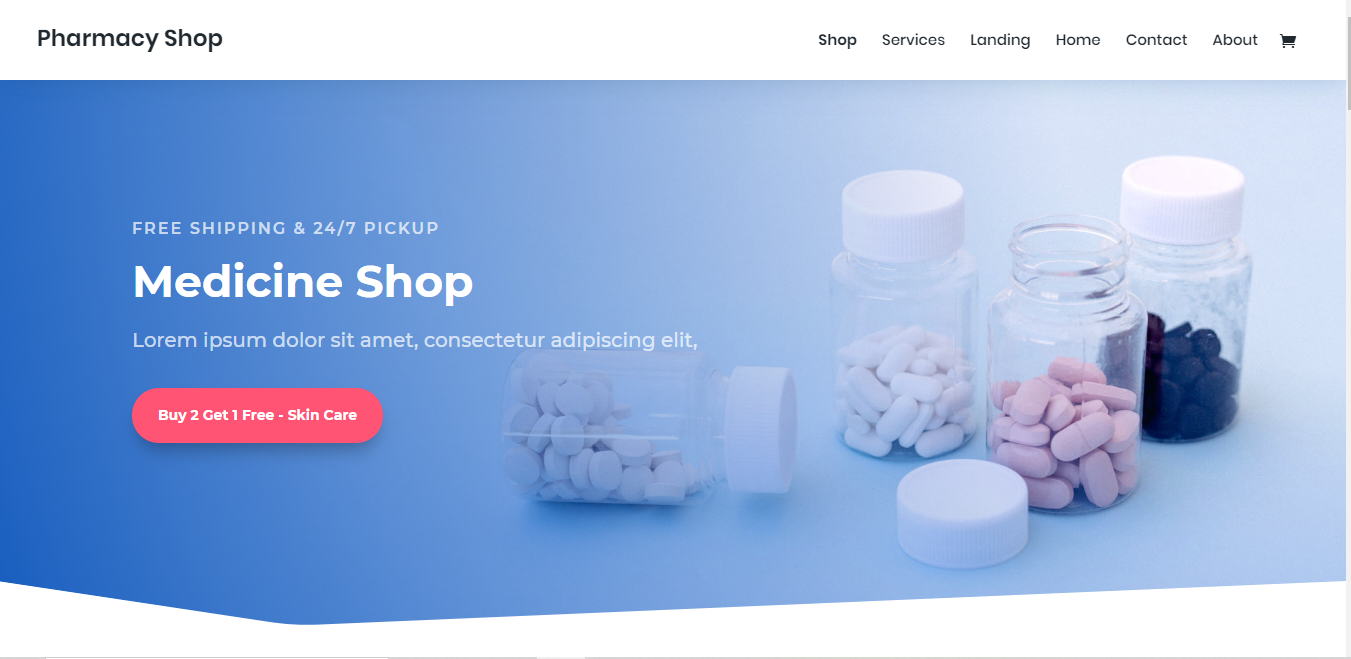 Pharmacy Shop
Shop Services Landing Home Contact About
FREE SHIPPING & 24/7 PICKUP
Medicine Shop
Lorem ipsum dolor sit amet, consectetur adipiscing elit,
Buy 2 Get 1 Free - Skin Care